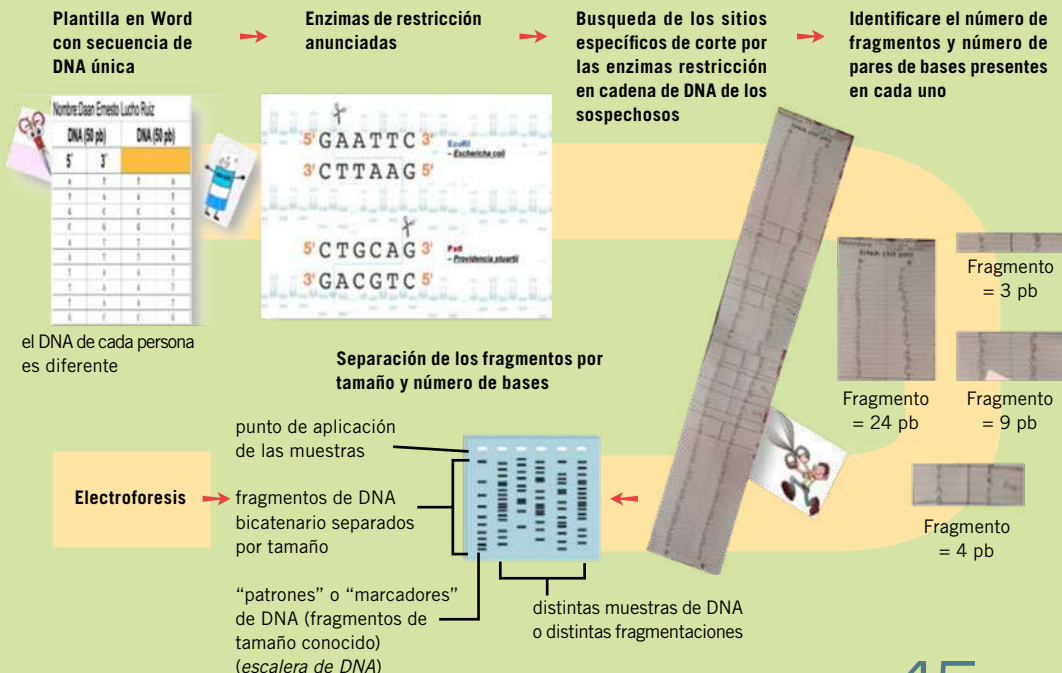 Plantilla en Word
con secuencia de
DNA única
Enzimas de restricción
anunciadas
Busqueda de los sitios
específicos de corte por
las enzimas restricción
en cadena de DNA de los
sospechosos
Identificare el número de
fragmentos y número de
pares de bases presentes
en cada uno
Nombre:Daan Ernesto Lucho Ruiz
DNA (50 pb) DNA (50 pb)
5´ 3´
A T T A
T A A T
G C C G
C G G C
A T T A
A T T A
T A A T
T A A T
T A A T
el DNA de cada persona
es diferente
5' GAATTC 3'
EcoRI
- Escherichia coli
3' CTTAAG 5'
5' CTGCAG 3'
PstI
- Providencia stuartii
3' GACGTC 5'
Fragmento
= 3 pb
Fragmento
= 24 pb
Fragmento
= 9 pb
Fragmento
= 4 pb
Separación de los fragmentos por
tamaño y número de bases
Electroforesis
punto de aplicación
de las muestras
fragmentos de DNA
bicatenario separados
por tamaño
"patrones" o "marcadores"
de DNA (fragmentos de
tamaño conocido)
(escalera de DNA)
distintas muestras de DNA
o distintas fragmentaciones